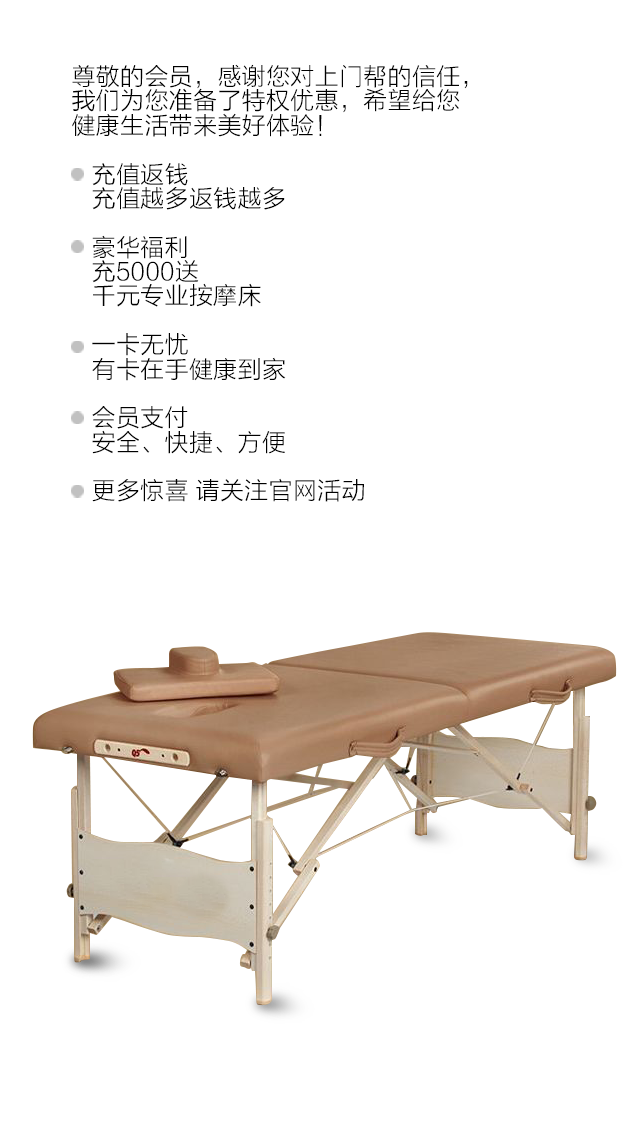 尊敬的会员，感谢您对上门帮的信任，
我们为您准备了特权优惠，希望给您
健康生活带来美好体验！
充值返钱
充值越多返钱越多
豪华福利
充5000送
千元专业按摩床
一卡无忧
有卡在手健康到家
会员支付
安全、快捷、方便
更多惊喜 请关注官网活动